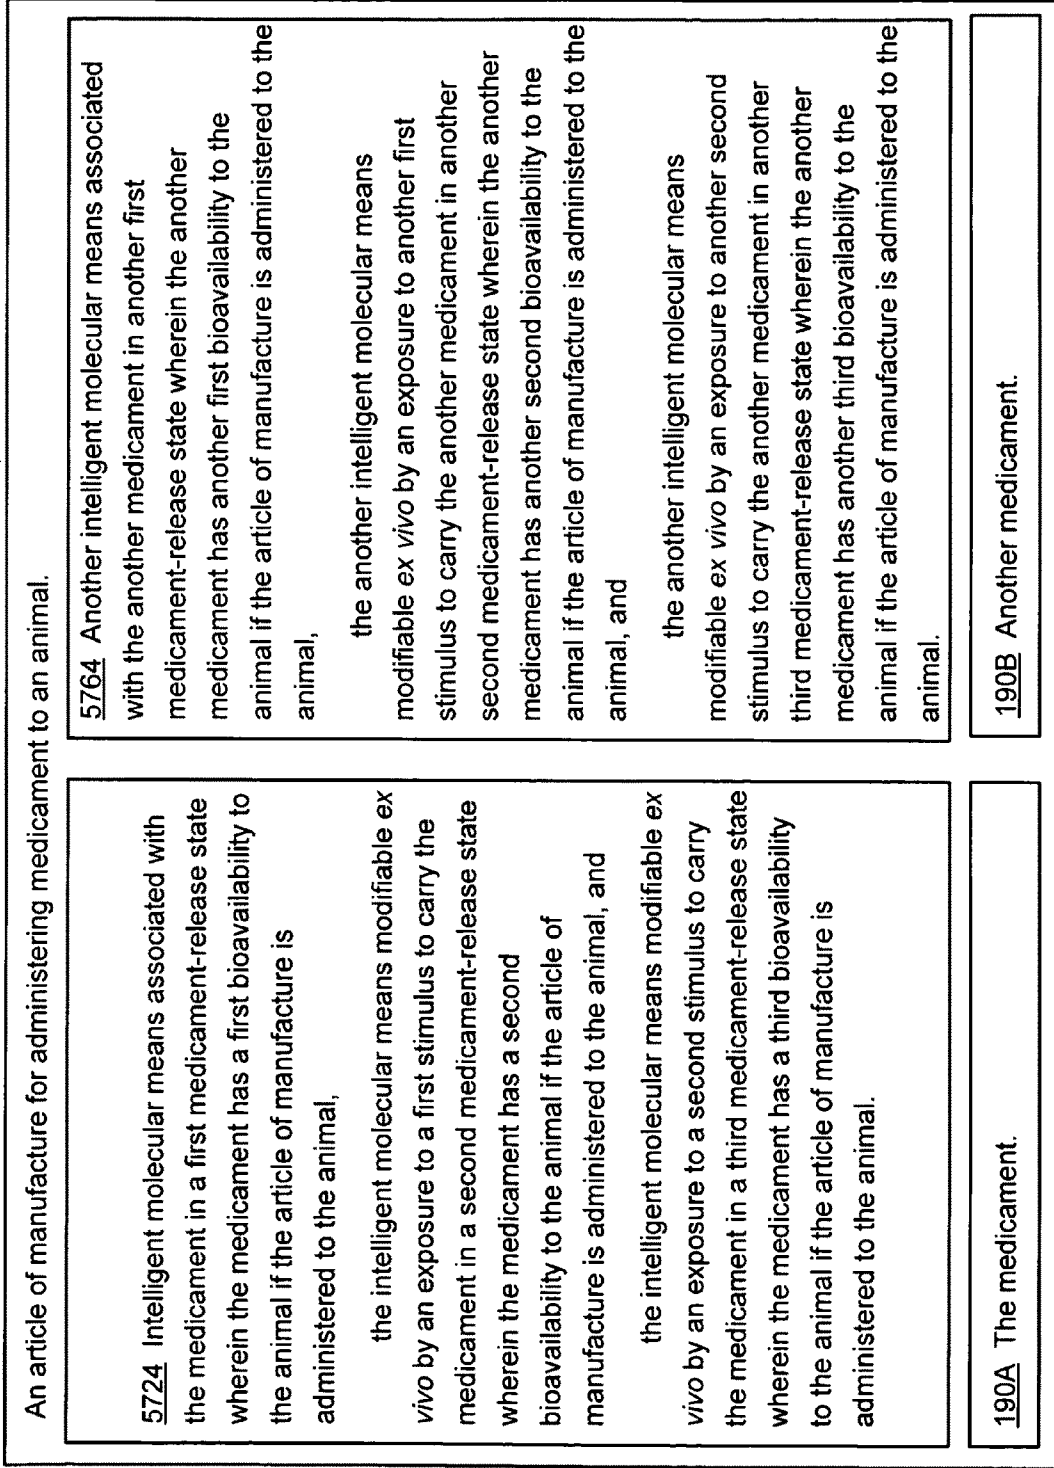 An article of manufacture for administering medicament to an animal.
5724 Intelligent molecular means associated with
the medicament in a first medicament-release state
wherein the medicament has a first bioavailability to
the animal if the article of manufacture is
administered to the animal,
the intelligent molecular means modifiable ex
vivo by an exposure to a first stimulus to carry the
medicament in a second medicament-release state
wherein the medicament has a second
bioavailability to the animal if the article of
manufacture is administered to the animal, and
the intelligent molecular means modifiable ex
vivo by an exposure to a second stimulus to carry
the medicament in a third medicament-release state
wherein the medicament has a third bioavailability
to the animal if the article of manufacture is
administered to the animal.
190A The medicament.
5764 Another intelligent molecular means associated
with the another medicament in another first
medicament-release state wherein the another
medicament has another first bioavailability to the
animal if the article of manufacture is administered to the
animal,
the another intelligent molecular means
modifiable ex vivo by an exposure to another first
stimulus to carry the another medicament in another
second medicament-release state wherein the another
medicament has another second bioavailability to the
animal if the article of manufacture is administered to the
animal, and
the another intelligent molecular means
modifiable ex vivo by an exposure to another second
stimulus to carry the another medicament in another
third medicament-release state wherein the another
medicament has another third bioavailability to the
animal if the article of manufacture is administered to the
animal.
190B Another medicament.